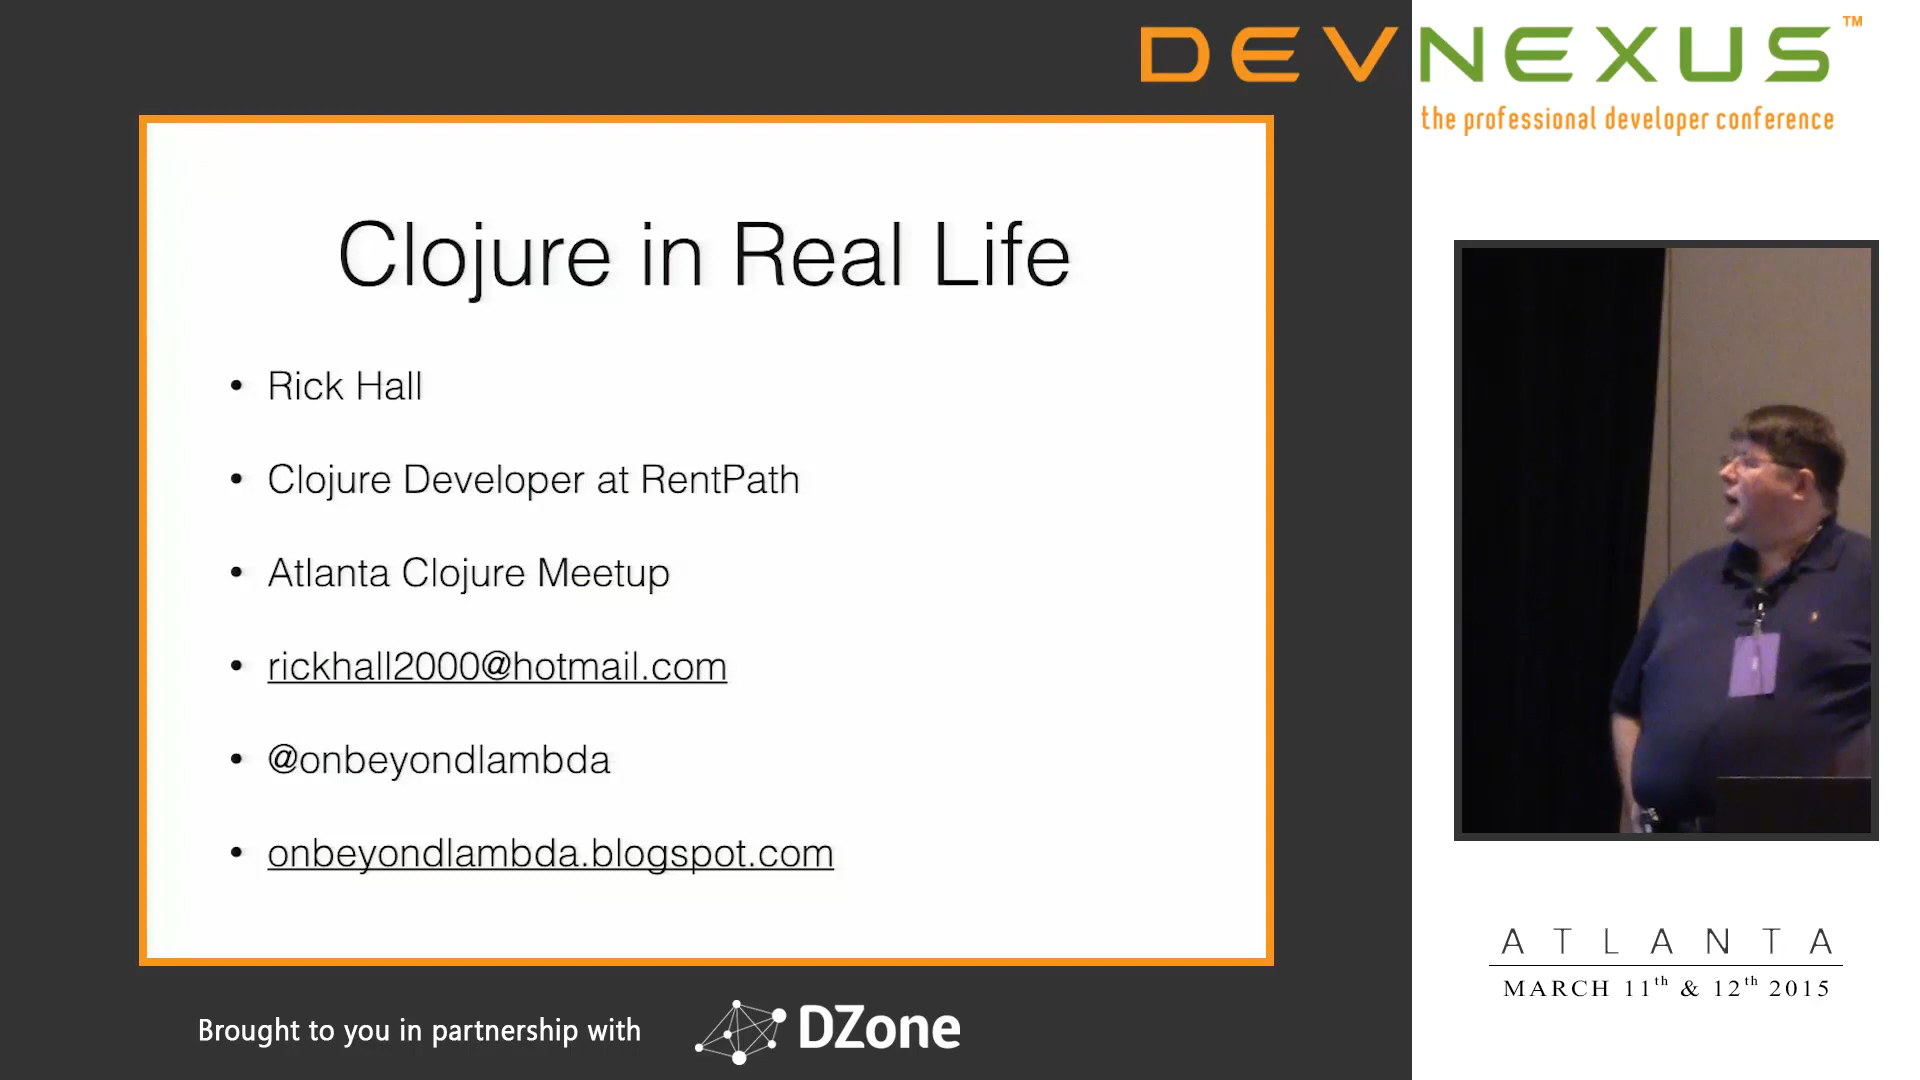 DEVNEXUS™
the professional developer conference
Clojure in Real Life
• Rick Hall
• Clojure Developer at RentPath
• Atlanta Clojure Meetup
• rickhall2000@hotmail.com
• @onbeyondlambda
• onbeyondlambda.blogspot.com
ATLANTA
MARCH 11th & 12th 2015
Brought to you in partnership with DZone